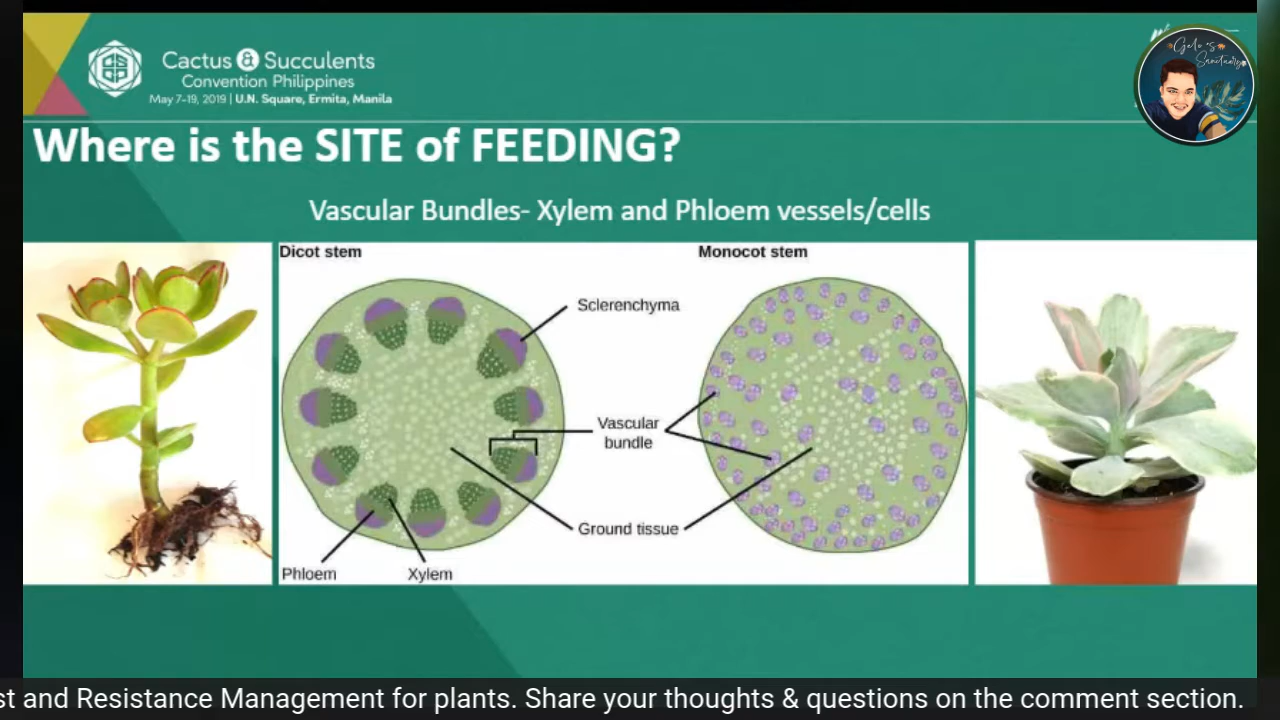 Cactus & Succulents
Convention Philippines
May 7-19, 2019 | U.N. Square, Ermita, Manila
Gelo's
Sanctuary
Where is the SITE of FEEDING?
Vascular Bundles- Xylem and Phloem vessels/cells
Dicot stem
Monocot stem
Sclerenchyma
Vascular
bundle
Ground tissue
Phloem
Xylem
st and Resistance Management for plants. Share your thoughts & questions on the comment section.